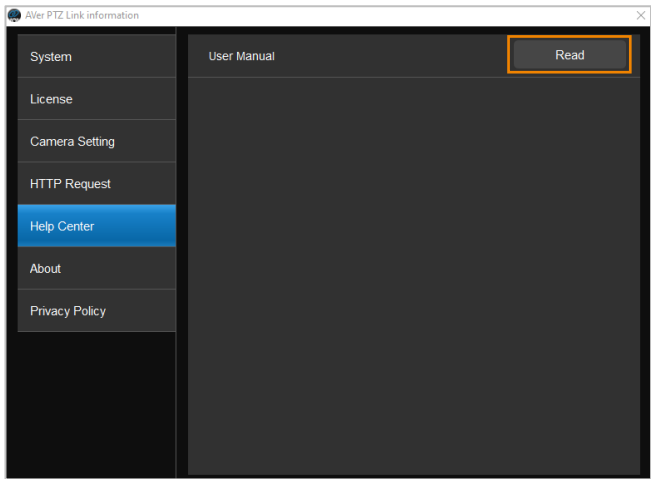 AVer PTZ Link information
System
License
Camera Setting
HTTP Request
Help Center
About
Privacy Policy
User Manual
Read